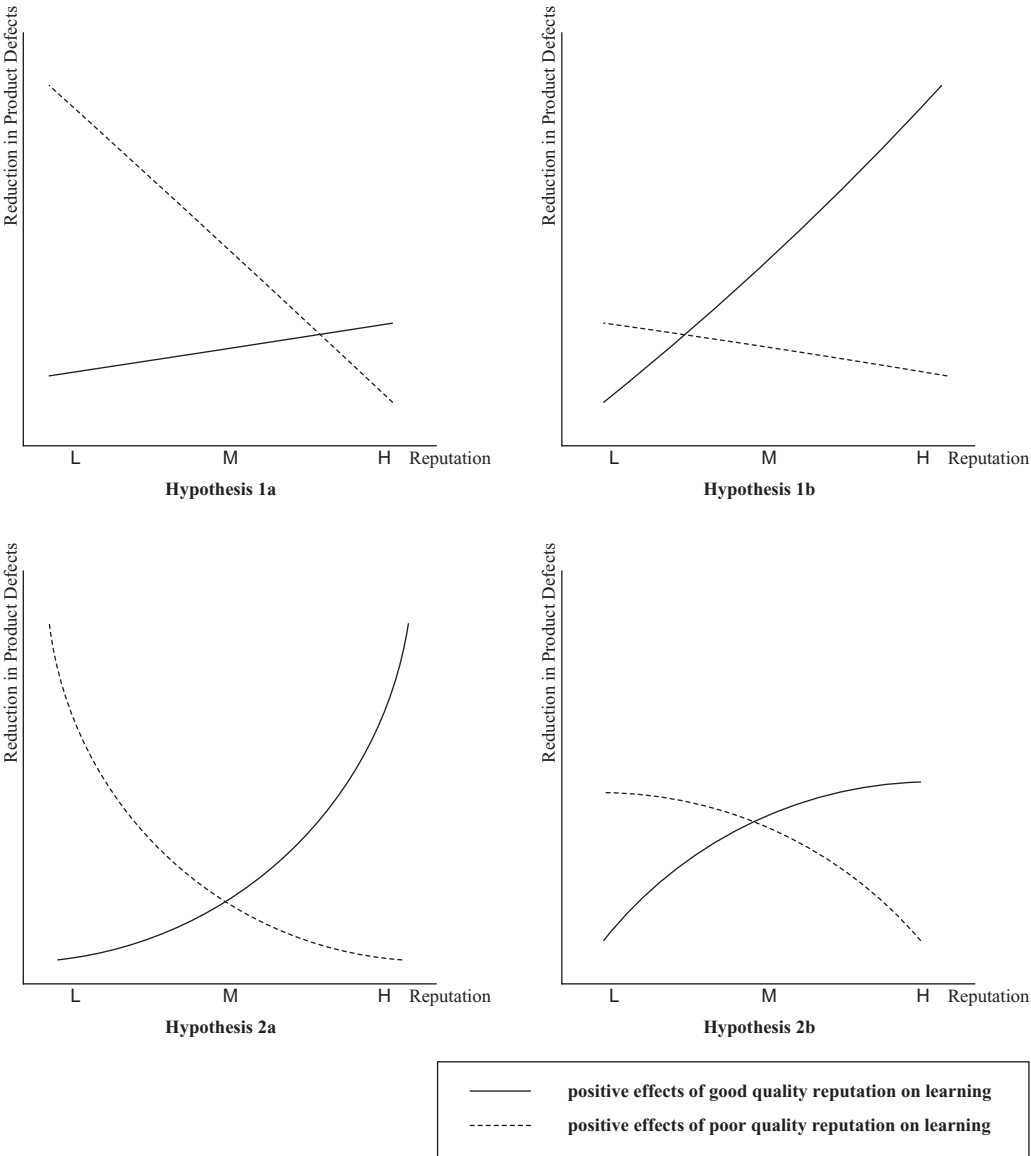 Reduction in Product Defects
L M H Reputation
Hypothesis 1a
Reduction in Product Defects
L M H Reputation
Hypothesis 1b
Reduction in Product Defects
L M H Reputation
Hypothesis 2a
Reduction in Product Defects
L M H Reputation
Hypothesis 2b
positive effects of good quality reputation on learning
positive effects of poor quality reputation on learning